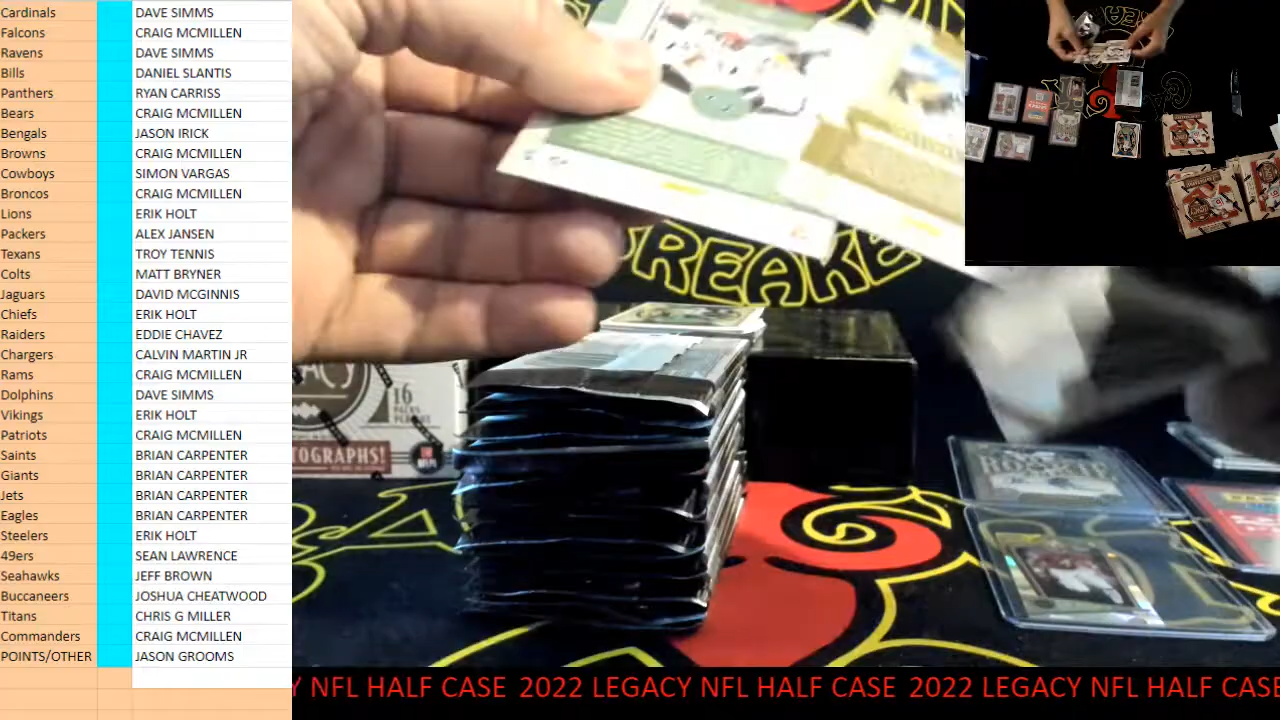 Cardinals DAVE SIMMS
Falcons CRAIG MCMILLEN
Ravens DAVE SIMMS
Bills DANIEL SLANTIS
Panthers RYAN CARRISS
Bears CRAIG MCMILLEN
Bengals JASON IRICK
Browns CRAIG MCMILLEN
Cowboys SIMON VARGAS
Broncos CRAIG MCMILLEN
Lions ERIK HOLT
Packers ALEX JANSEN
Texans TROY TENNIS
Colts MATT BRYNER
Jaguars DAVID MCGINNIS
Chiefs ERIK HOLT
Raiders EDDIE CHAVEZ
Chargers CALVIN MARTIN JR
Rams CRAIG MCMILLEN
Dolphins DAVE SIMMS
Vikings ERIK HOLT
Patriots CRAIG MCMILLEN
Saints BRIAN CARPENTER
Giants BRIAN CARPENTER
Jets BRIAN CARPENTER
Eagles BRIAN CARPENTER
Steelers ERIK HOLT
49ers SEAN LAWRENCE
Seahawks JEFF BROWN
Buccaneers JOSHUA CHEATWOOD
Titans CHRIS G MILLER
Commanders CRAIG MCMILLEN
POINTS/OTHER JASON GROOMS
REAKE
ACY
16
TOGRAPHS!
ROOKIE
Y NFL HALF CASE 2022 LEGACY NFL HALF CASE 2022 LEGACY NFL HALF CASE